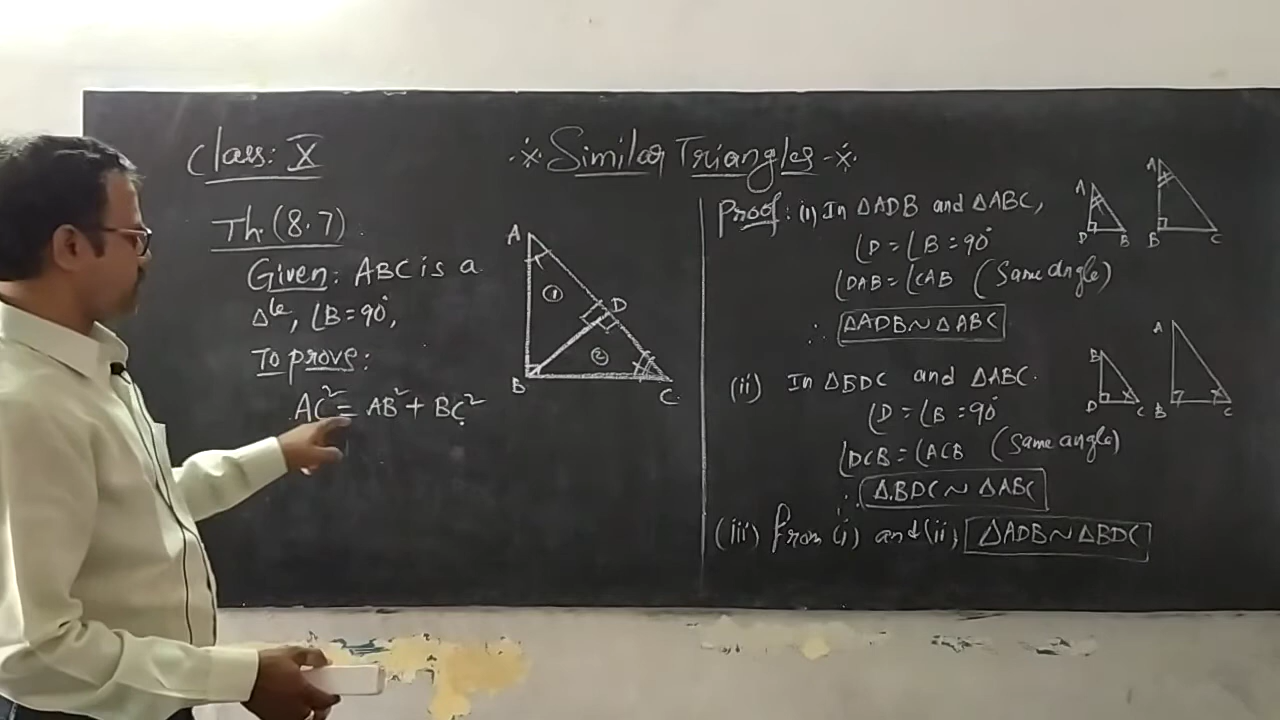 Class: X
·※· Similar Triangles ·※·
Th. (8.7)
Given: ABC is a
Δle, ∠B = 90°,
To prove:
AC² = AB² + BC²
A
①
D
②
B
C
Proof: (i) In ΔADB and ΔABC,
∠D = ∠B = 90°
∠DAB = ∠CAB (Same angle)
∴ ΔADB ~ ΔABC
A
D
B
A
B
C
(ii) In ΔBDC and ΔABC.
∠D = ∠B = 90°
∠DCB = ∠ACB (Same angle)
∴ ΔBDC ~ ΔABC
B
D
C
A
B
C
(iii) from (i) and (ii), ΔADB ~ ΔBDC